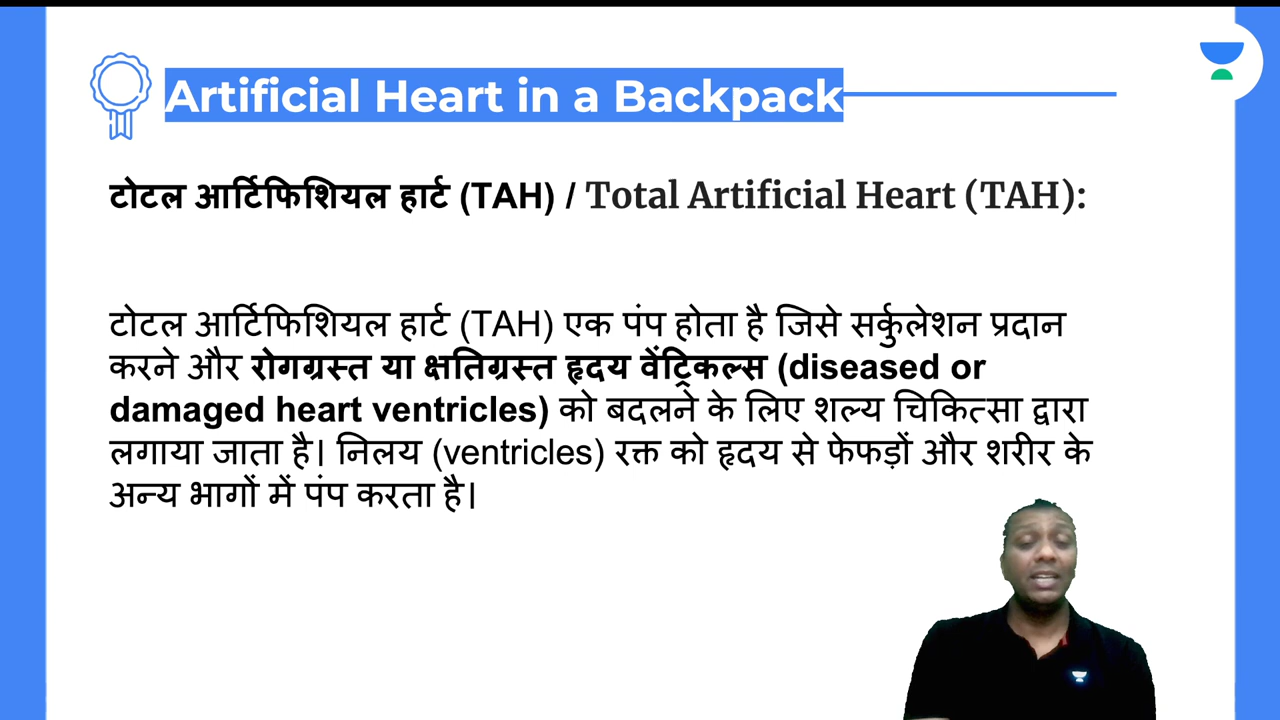 Artificial Heart in a Backpack
टोटल आर्टिफिशियल हार्ट (TAH) / Total Artificial Heart (TAH):
टोटल आर्टिफिशियल हार्ट (TAH) एक पंप होता है जिसे सर्कुलेशन प्रदान
करने और रोगग्रस्त या क्षतिग्रस्त हृदय वेंट्रिकल्स (diseased or
damaged heart ventricles) को बदलने के लिए शल्य चिकित्सा द्वारा
लगाया जाता है। निलय (ventricles) रक्त को हृदय से फेफड़ों और शरीर के
अन्य भागों में पंप करता है।